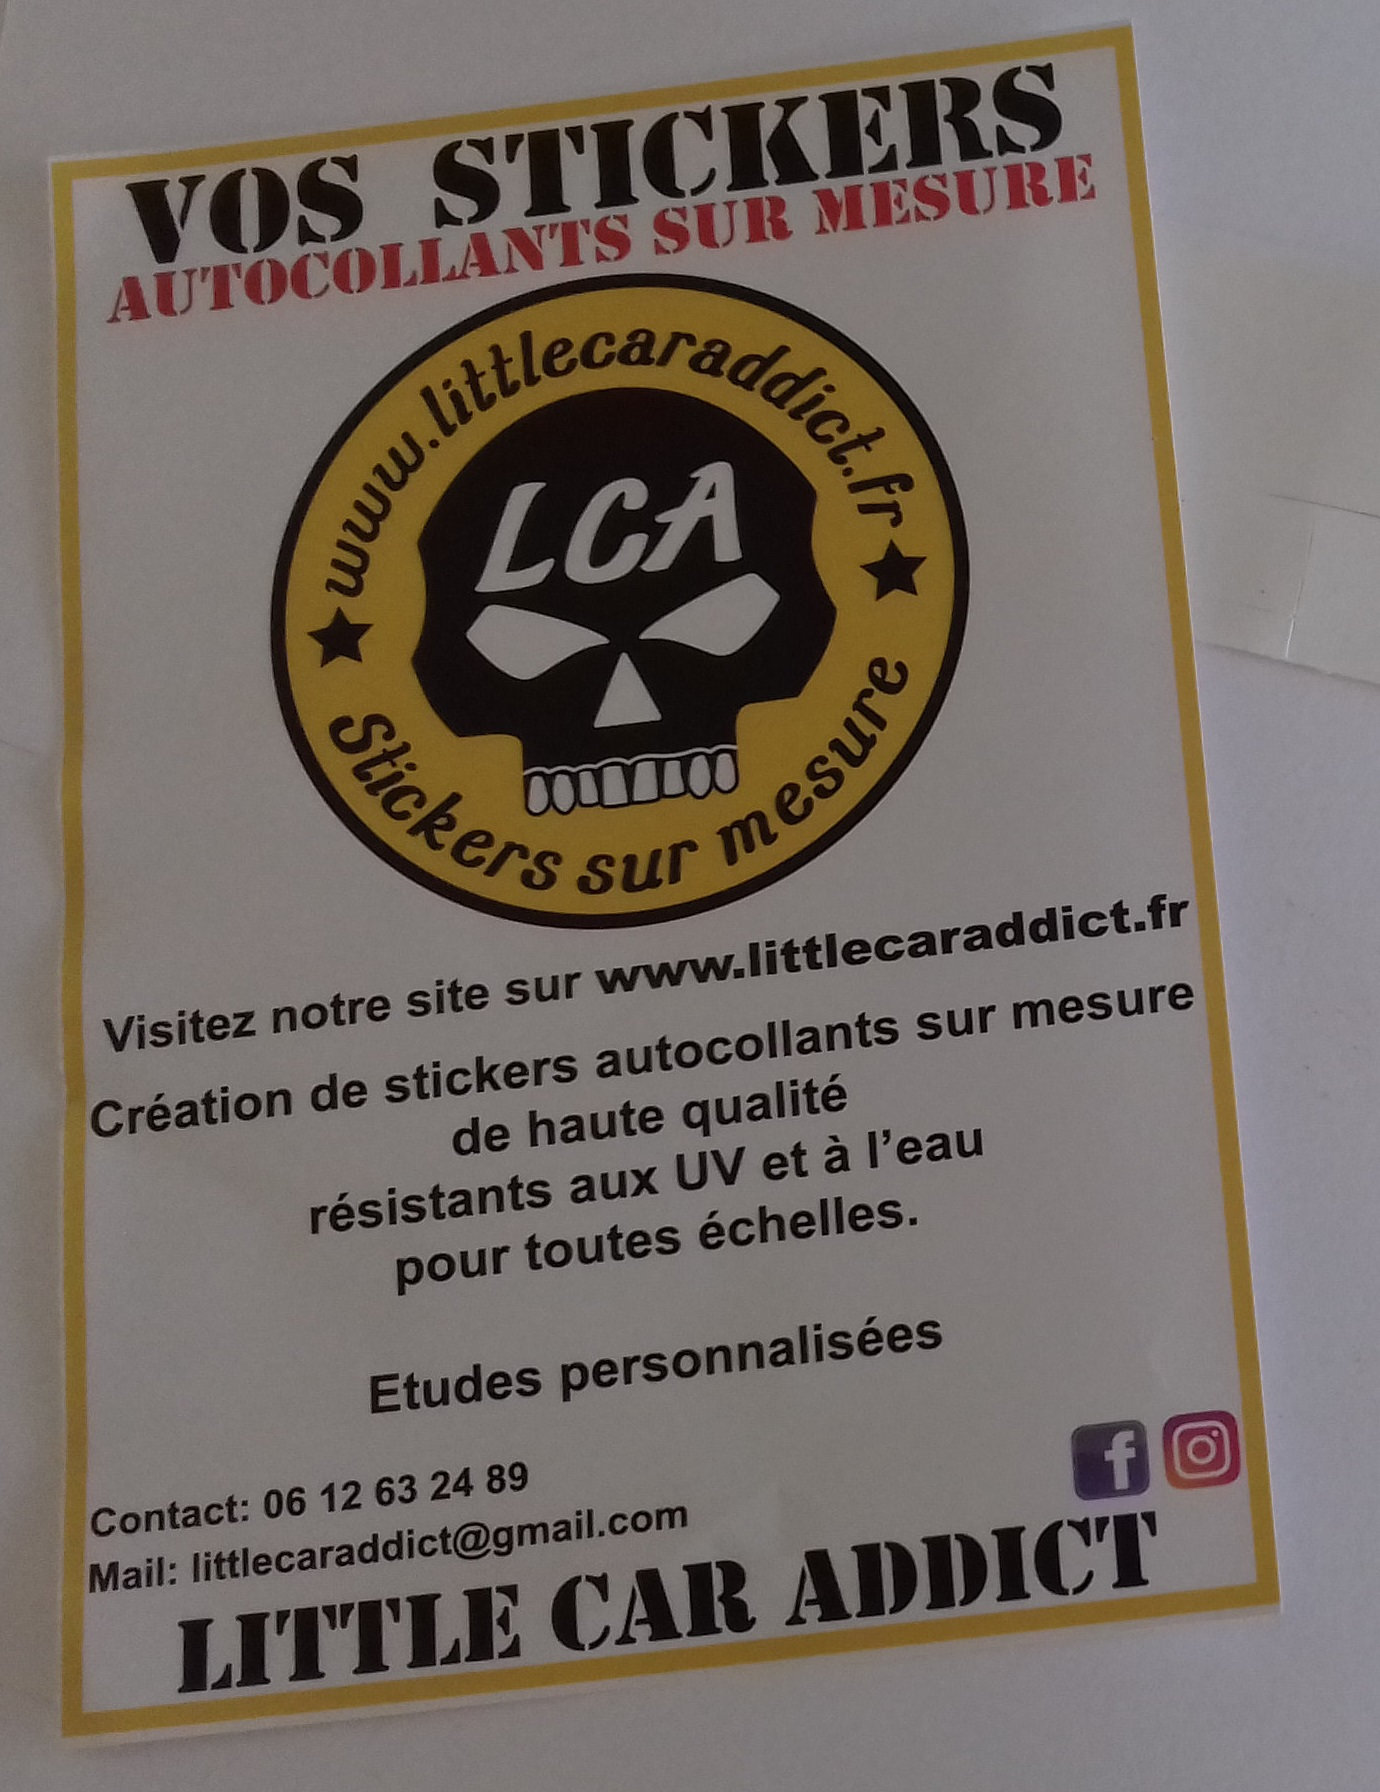 VOS STICKERS
AUTOCOLLANTS SUR MESURE
www.littlecaraddict.fr
LCA
Stickers sur mesure
Visitez notre site sur www.littlecaraddict.fr
Création de stickers autocollants sur mesure
de haute qualité
résistants aux UV et à l'eau
pour toutes échelles.
Etudes personnalisées
Contact: 06 12 63 24 89
Mail: littlecaraddict@gmail.com
LITTLE CAR ADDICT